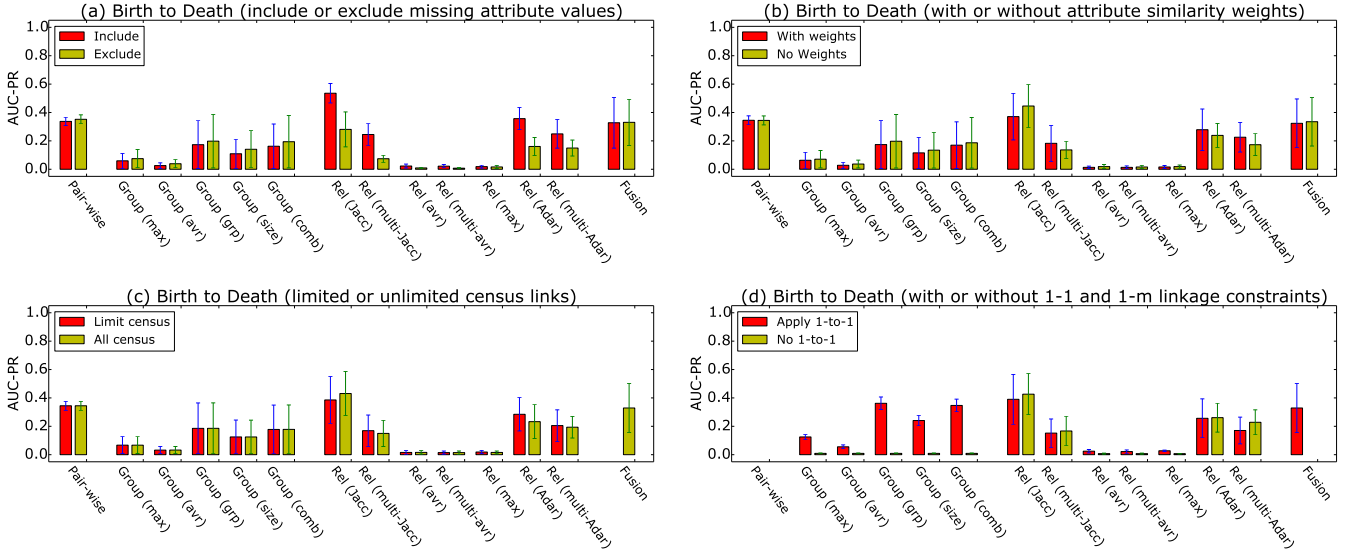 (a) Birth to Death (include or exclude missing attribute values)
1.0
Include
Exclude
0.8
0.6
0.4
0.2
0.0
AUC-PR
Pair-wise
Group (max)
Group (avr)
Group (grp)
Group (size)
Group (comb)
Rel (Jacc)
Rel (multi-Jacc)
Rel (avr)
Rel (multi-avr)
Rel (max)
Rel (Adar)
Rel (multi-Adar)
Fusion
(b) Birth to Death (with or without attribute similarity weights)
1.0
With weights
No Weights
0.8
0.6
0.4
0.2
0.0
AUC-PR
Pair-wise
Group (max)
Group (avr)
Group (grp)
Group (size)
Group (comb)
Rel (Jacc)
Rel (multi-Jacc)
Rel (avr)
Rel (multi-avr)
Rel (max)
Rel (Adar)
Rel (multi-Adar)
Fusion
(c) Birth to Death (limited or unlimited census links)
1.0
Limit census
All census
0.8
0.6
0.4
0.2
0.0
AUC-PR
Pair-wise
Group (max)
Group (avr)
Group (grp)
Group (size)
Group (comb)
Rel (Jacc)
Rel (multi-Jacc)
Rel (avr)
Rel (multi-avr)
Rel (max)
Rel (Adar)
Rel (multi-Adar)
Fusion
(d) Birth to Death (with or without 1-1 and 1-m linkage constraints)
1.0
Apply 1-to-1
No 1-to-1
0.8
0.6
0.4
0.2
0.0
AUC-PR
Pair-wise
Group (max)
Group (avr)
Group (grp)
Group (size)
Group (comb)
Rel (Jacc)
Rel (multi-Jacc)
Rel (avr)
Rel (multi-avr)
Rel (max)
Rel (Adar)
Rel (multi-Adar)
Fusion